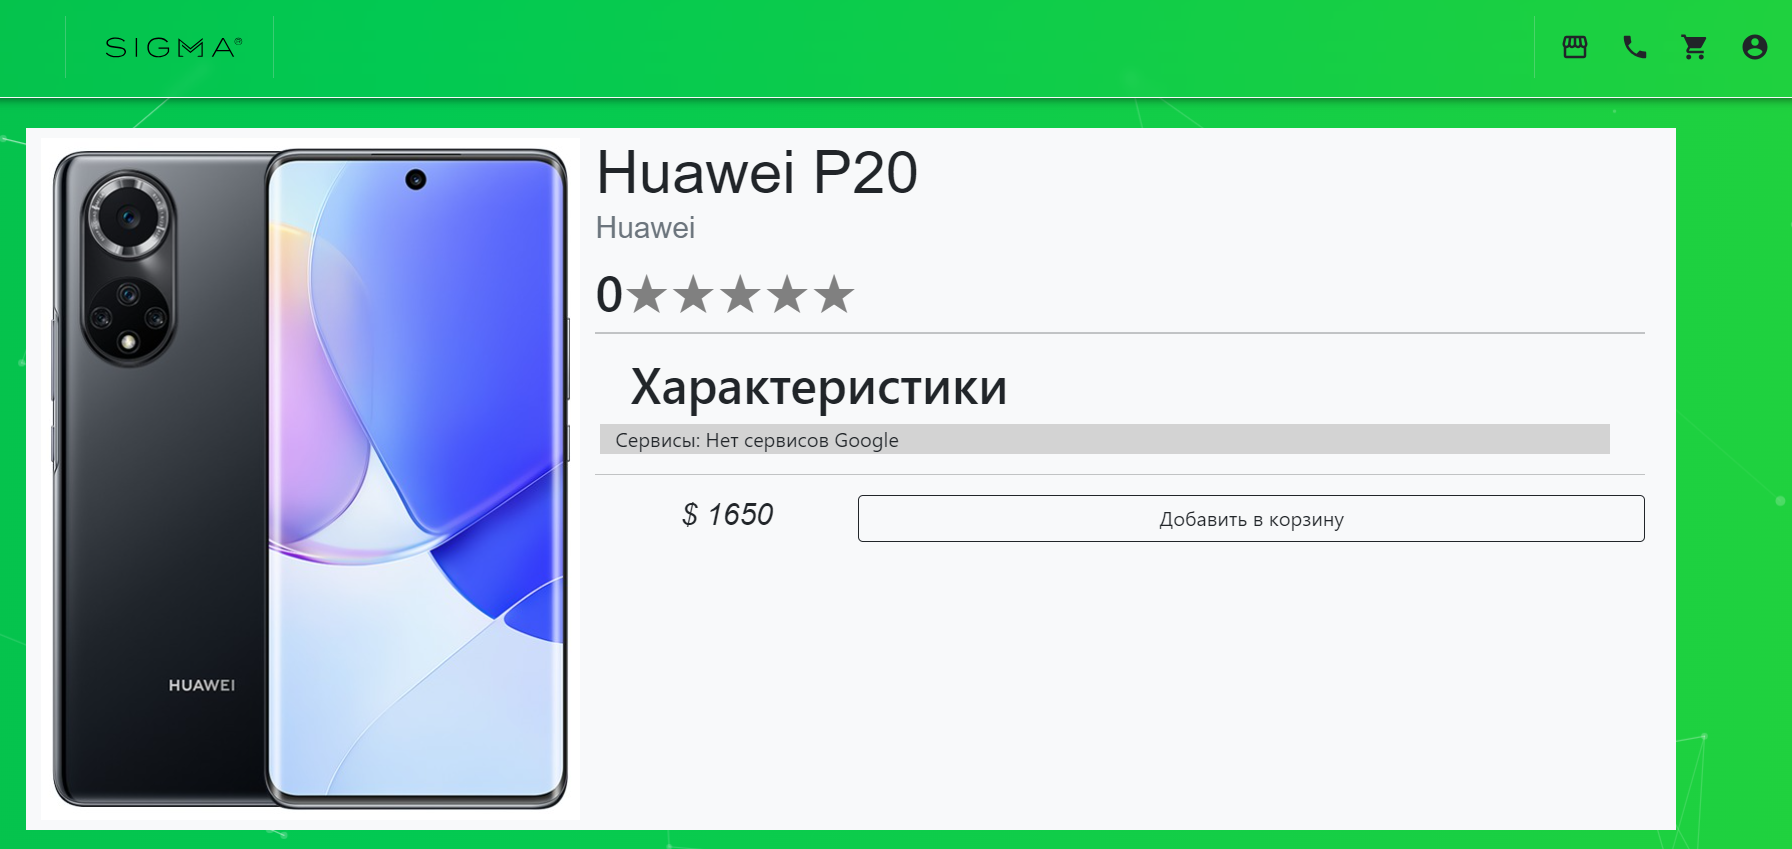 SIGMA®
Huawei P20
Huawei
0
Характеристики
Сервисы: Нет сервисов Google
$ 1650
Добавить в корзину
HUAWEI